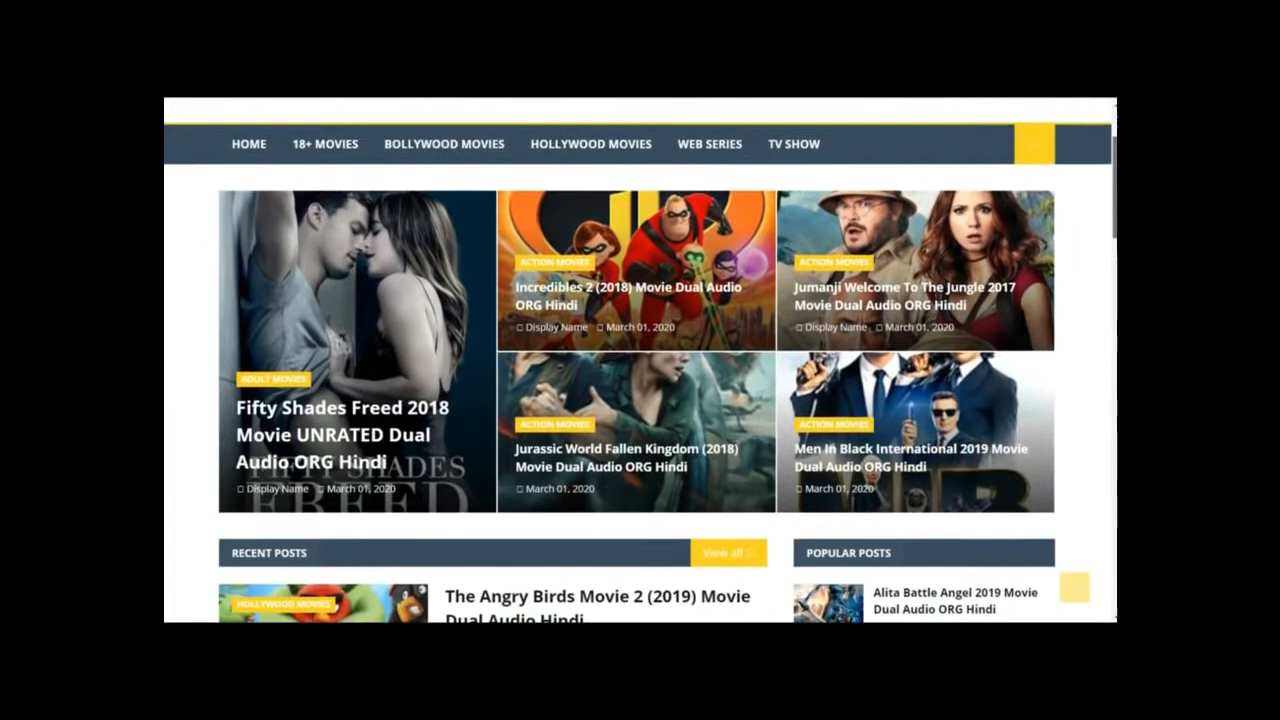 HOME
18+ MOVIES
BOLLYWOOD MOVIES
HOLLYWOOD MOVIES
WEB SERIES
TV SHOW
ADULT MOVIES
Fifty Shades Freed 2018
Movie UNRATED Dual
Audio ORG Hindi
Display Name March 01, 2020
FIFTY SHADES
FREED
ACTION MOVIES
Incredibles 2 (2018) Movie Dual Audio
ORG Hindi
Display Name March 01, 2020
ACTION MOVIES
Jumanji Welcome To The Jungle 2017
Movie Dual Audio ORG Hindi
Display Name March 01, 2020
ACTION MOVIES
Jurassic World Fallen Kingdom (2018)
Movie Dual Audio ORG Hindi
March 01, 2020
ACTION MOVIES
Men In Black International 2019 Movie
Dual Audio ORG Hindi
March 01, 2020
RECENT POSTS
View all
HOLLYWOOD MOVIES
The Angry Birds Movie 2 (2019) Movie
Dual Audio Hindi
POPULAR POSTS
Alita Battle Angel 2019 Movie
Dual Audio ORG Hindi